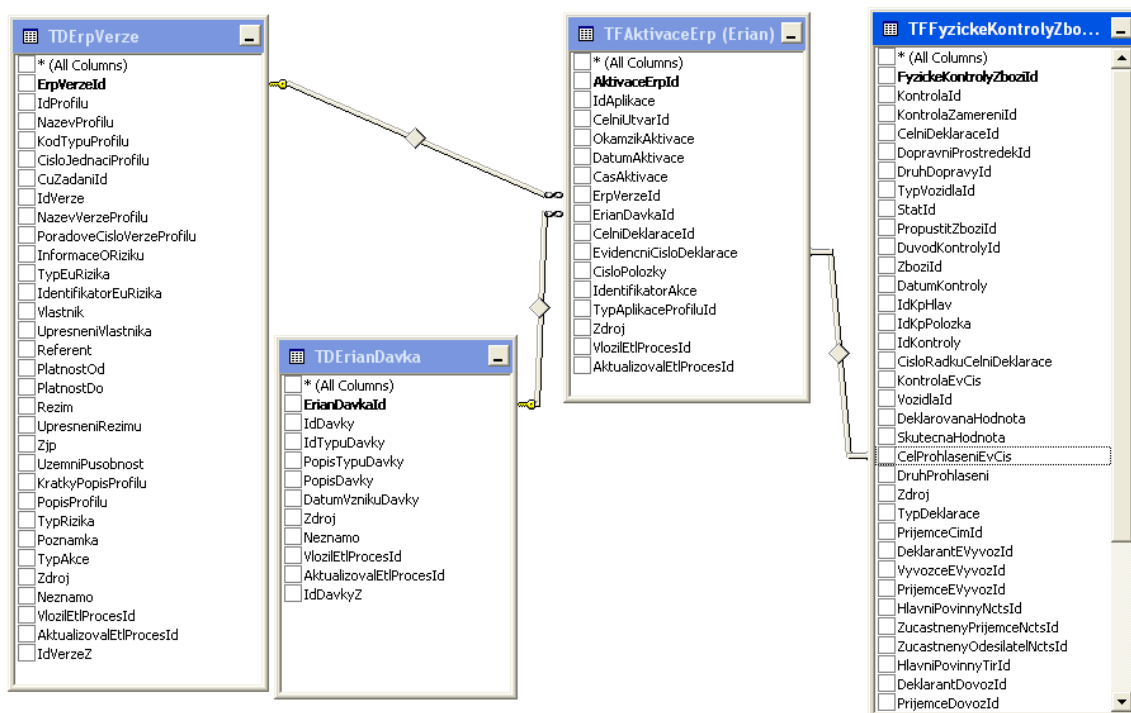 TDErpVerze
* (All Columns)
ErpVerzeId
IdProfilu
NazevProfilu
KodTypuProfilu
CisloJednaciProfilu
CuZadaniId
IdVerze
NazevVerzeProfilu
PoradoveCisloVerzeProfilu
InformaceORiziku
TypEuRizika
IdentifikatorEuRizika
Vlastnik
UpresneniVlastnika
Referent
PlatnostOd
PlatnostDo
Rezim
UpresneniRezimu
Zjp
UzemniPusobnost
KratkyPopisProfilu
PopisProfilu
TypRizika
Poznamka
TypAkce
Zdroj
Neznamo
VlozilEtlProcesId
AktualizovalEtlProcesId
IdVerzeZ
TDErianDavka
* (All Columns)
ErianDavkaId
IdDavky
IdTypuDavky
PopisTypuDavky
PopisDavky
DatumVznikuDavky
Zdroj
Neznamo
VlozilEtlProcesId
AktualizovalEtlProcesId
IdDavkyZ
TFAktivaceErp (Erian)
* (All Columns)
AktivaceErpId
IdAplikace
CelniUtvarId
OkamzikAktivace
DatumAktivace
CasAktivace
ErpVerzeId
ErianDavkaId
CelniDeklaraceId
EvidencniCisloDeklarace
CisloPolozky
IdentifikatorAkce
TypAplikaceProfiluId
Zdroj
VlozilEtlProcesId
AktualizovalEtlProcesId
TFFyzickeKontrolyZbo...
* (All Columns)
FyzickeKontrolyZboziId
KontrolaId
KontrolaZamereniId
CelniDeklaraceId
DopravniProstredekId
DruhDopravyId
TypVozidlaId
StatId
PropustitZboziId
DuvodKontrolyId
ZboziId
DatumKontroly
IdKpHlav
IdKpPolozka
IdKontroly
CisloRadkuCelniDeklarace
KontrolaEvCis
VozidlaId
DeklarovanaHodnota
SkutecnaHodnota
CelProhlaseniEvCis
DruhProhlaseni
Zdroj
TypDeklarace
PrijemceCimId
DeklarantEVyvozId
VyvozceEVyvozId
PrijemceEVyvozId
HlavniPovinnyNctsId
ZucastnenyPrijemceNctsId
ZucastnenyOdesilatelNctsId
HlavniPovinnyTirId
DeklarantDovozId
PrijemceDovozId